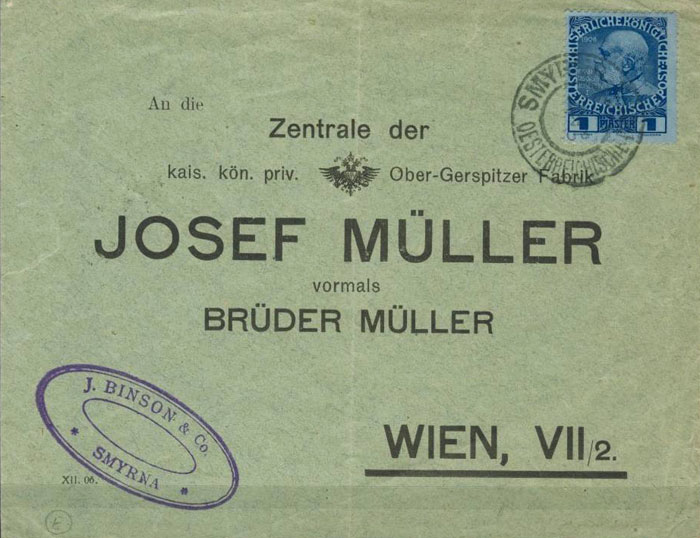 KAISERLICHE KÖNIGLICHE ÖSTERREICHISCHE
1 PIASTER 1
SMYRNA
OESTERREICHISCHE
An die
Zentrale der
kais. kön. priv. Ober-Gerspitzer Fabrik
JOSEF MÜLLER
vormals
BRÜDER MÜLLER
J. BINSON & Co.
* SMYRNA *
WIEN, VII/2.
XII. 06.